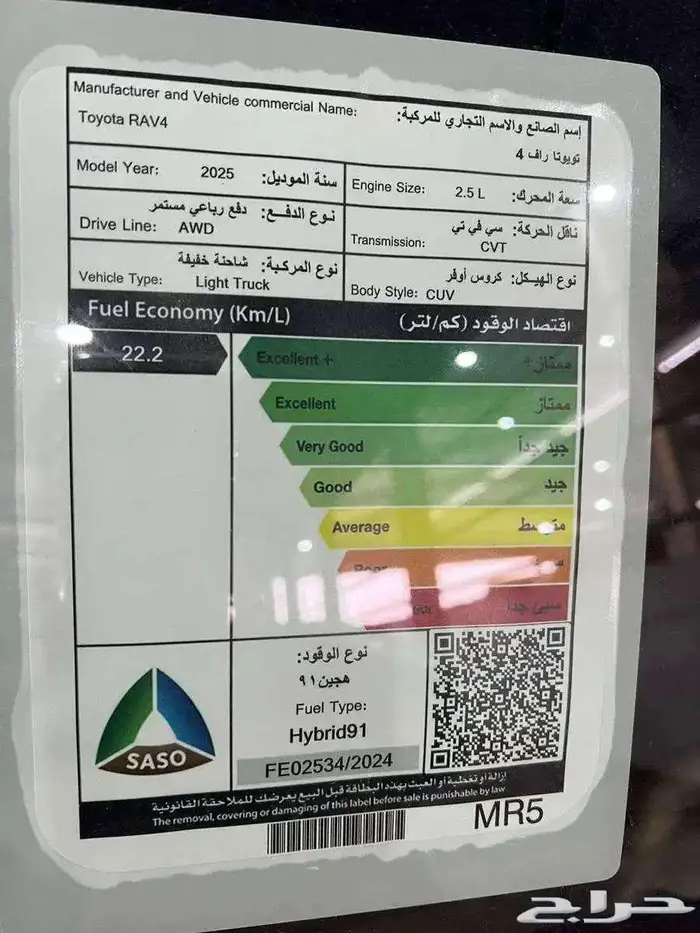 Manufacturer and Vehicle commercial Name:
إسم الصانع والاسم التجاري للمركبة:
Toyota RAV4
تويوتا راف 4
Model Year: 2025 سنة الموديل:
Engine Size: 2.5 L سعة المحرك:
نوع الدفع: دفع رباعي مستمر
Drive Line: AWD
ناقل الحركة: سي في تي
Transmission: CVT
نوع المركبة: شاحنة خفيفة
Vehicle Type: Light Truck
نوع الهيكل: كروس أوفر
Body Style: CUV
Fuel Economy (Km/L) اقتصاد الوقود (كم/لتر)
22.2
Excellent + ممتاز+
Excellent ممتاز
Very Good جيد جداً
Good جيد
Average متوسط
Poor
سيئ جداً
نوع الوقود:
هجين ٩١
Fuel Type:
Hybrid91
FE02534/2024
SASO
إزالة أو تغطية أو العبث بهذه البطاقة قبل البيع يعرضك للملاحقة القانونية
The removal, covering or damaging of this label before sale is punishable by law
MR5
حراج